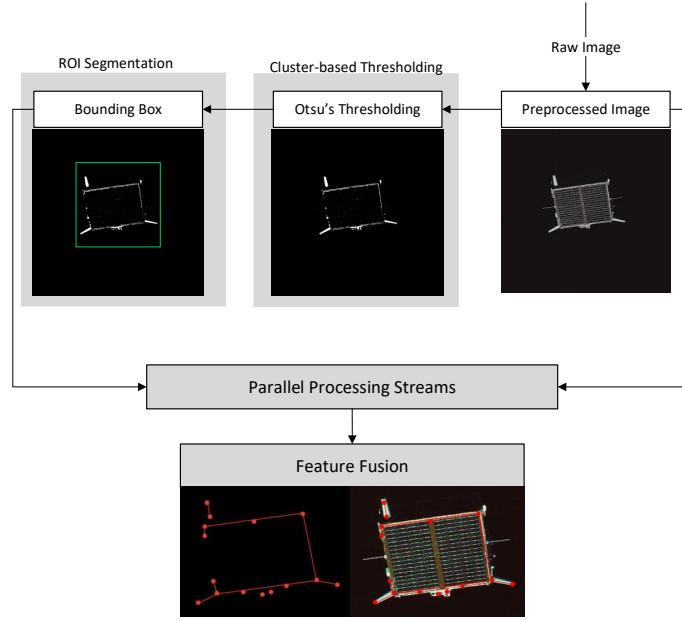 Raw Image
ROI Segmentation
Cluster-based Thresholding
Bounding Box
Otsu's Thresholding
Preprocessed Image
Parallel Processing Streams
Feature Fusion